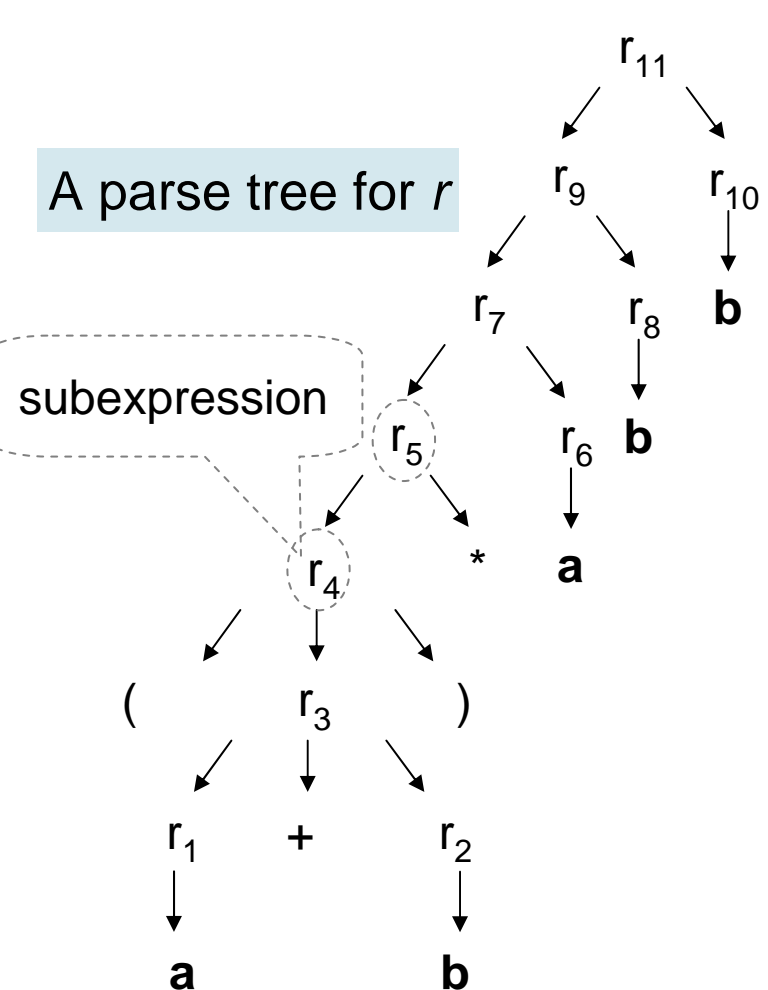 r11
A parse tree for r
r9 r10
r7 r8 b
subexpression
r5 r6 b
r4 * a
( r3 )
r1 + r2
a b